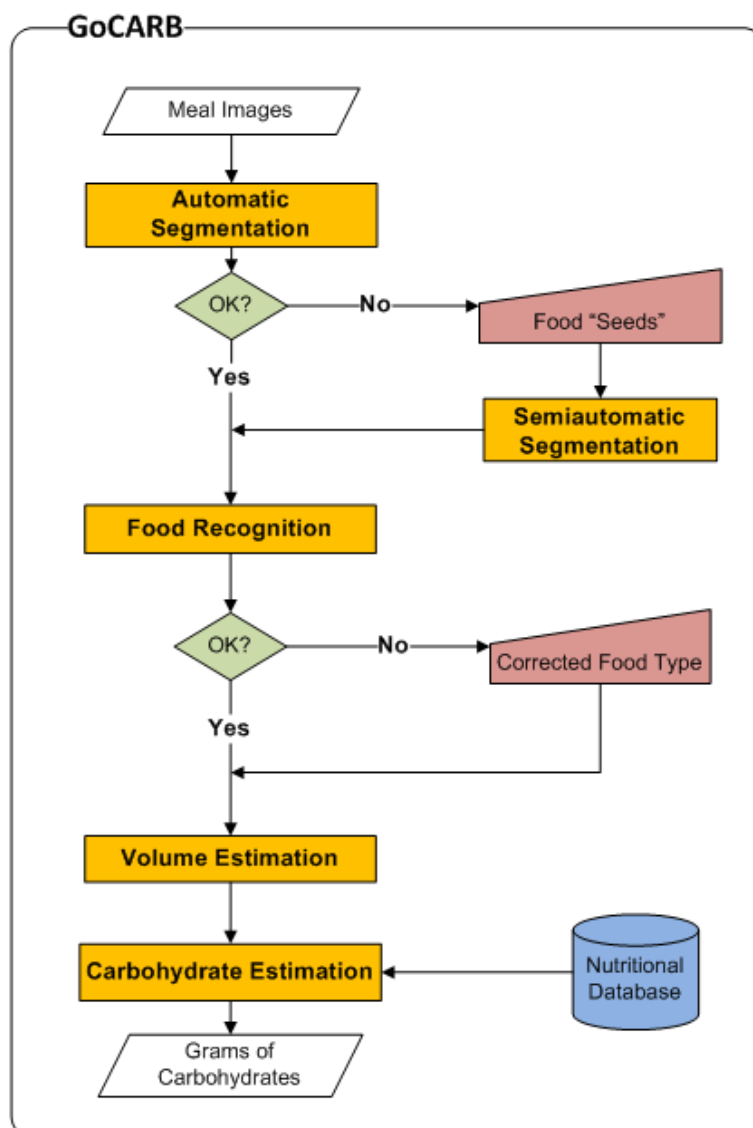 GoCARB
Meal Images
Automatic
Segmentation
OK?
No
Food “Seeds”
Yes
Semiautomatic
Segmentation
Food Recognition
OK?
No
Corrected Food Type
Yes
Volume Estimation
Carbohydrate Estimation
Nutritional
Database
Grams of
Carbohydrates